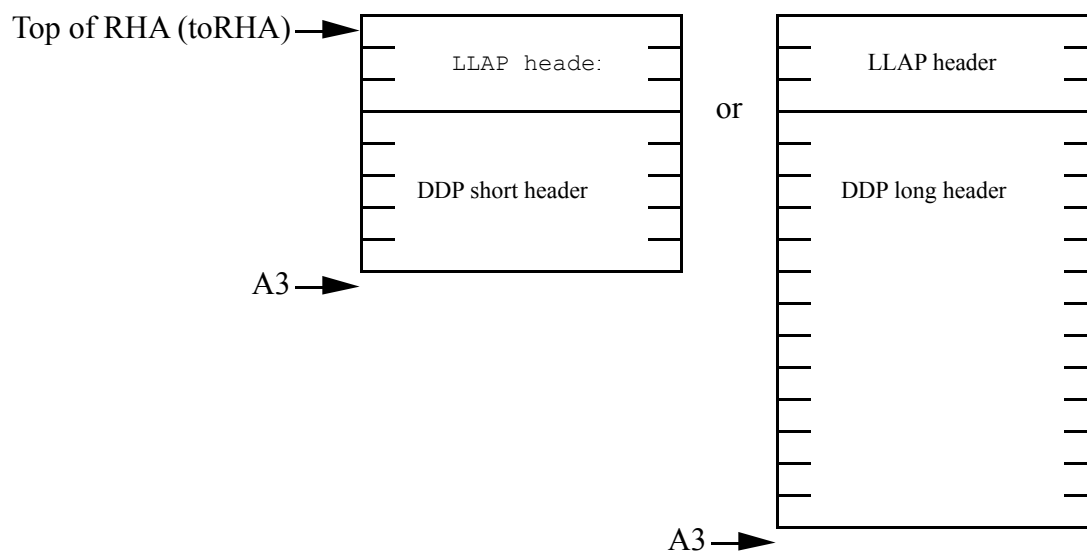 Top of RHA (toRHA)
LLAP heade:
LLAP header
or
DDP short header
DDP long header
A3
A3